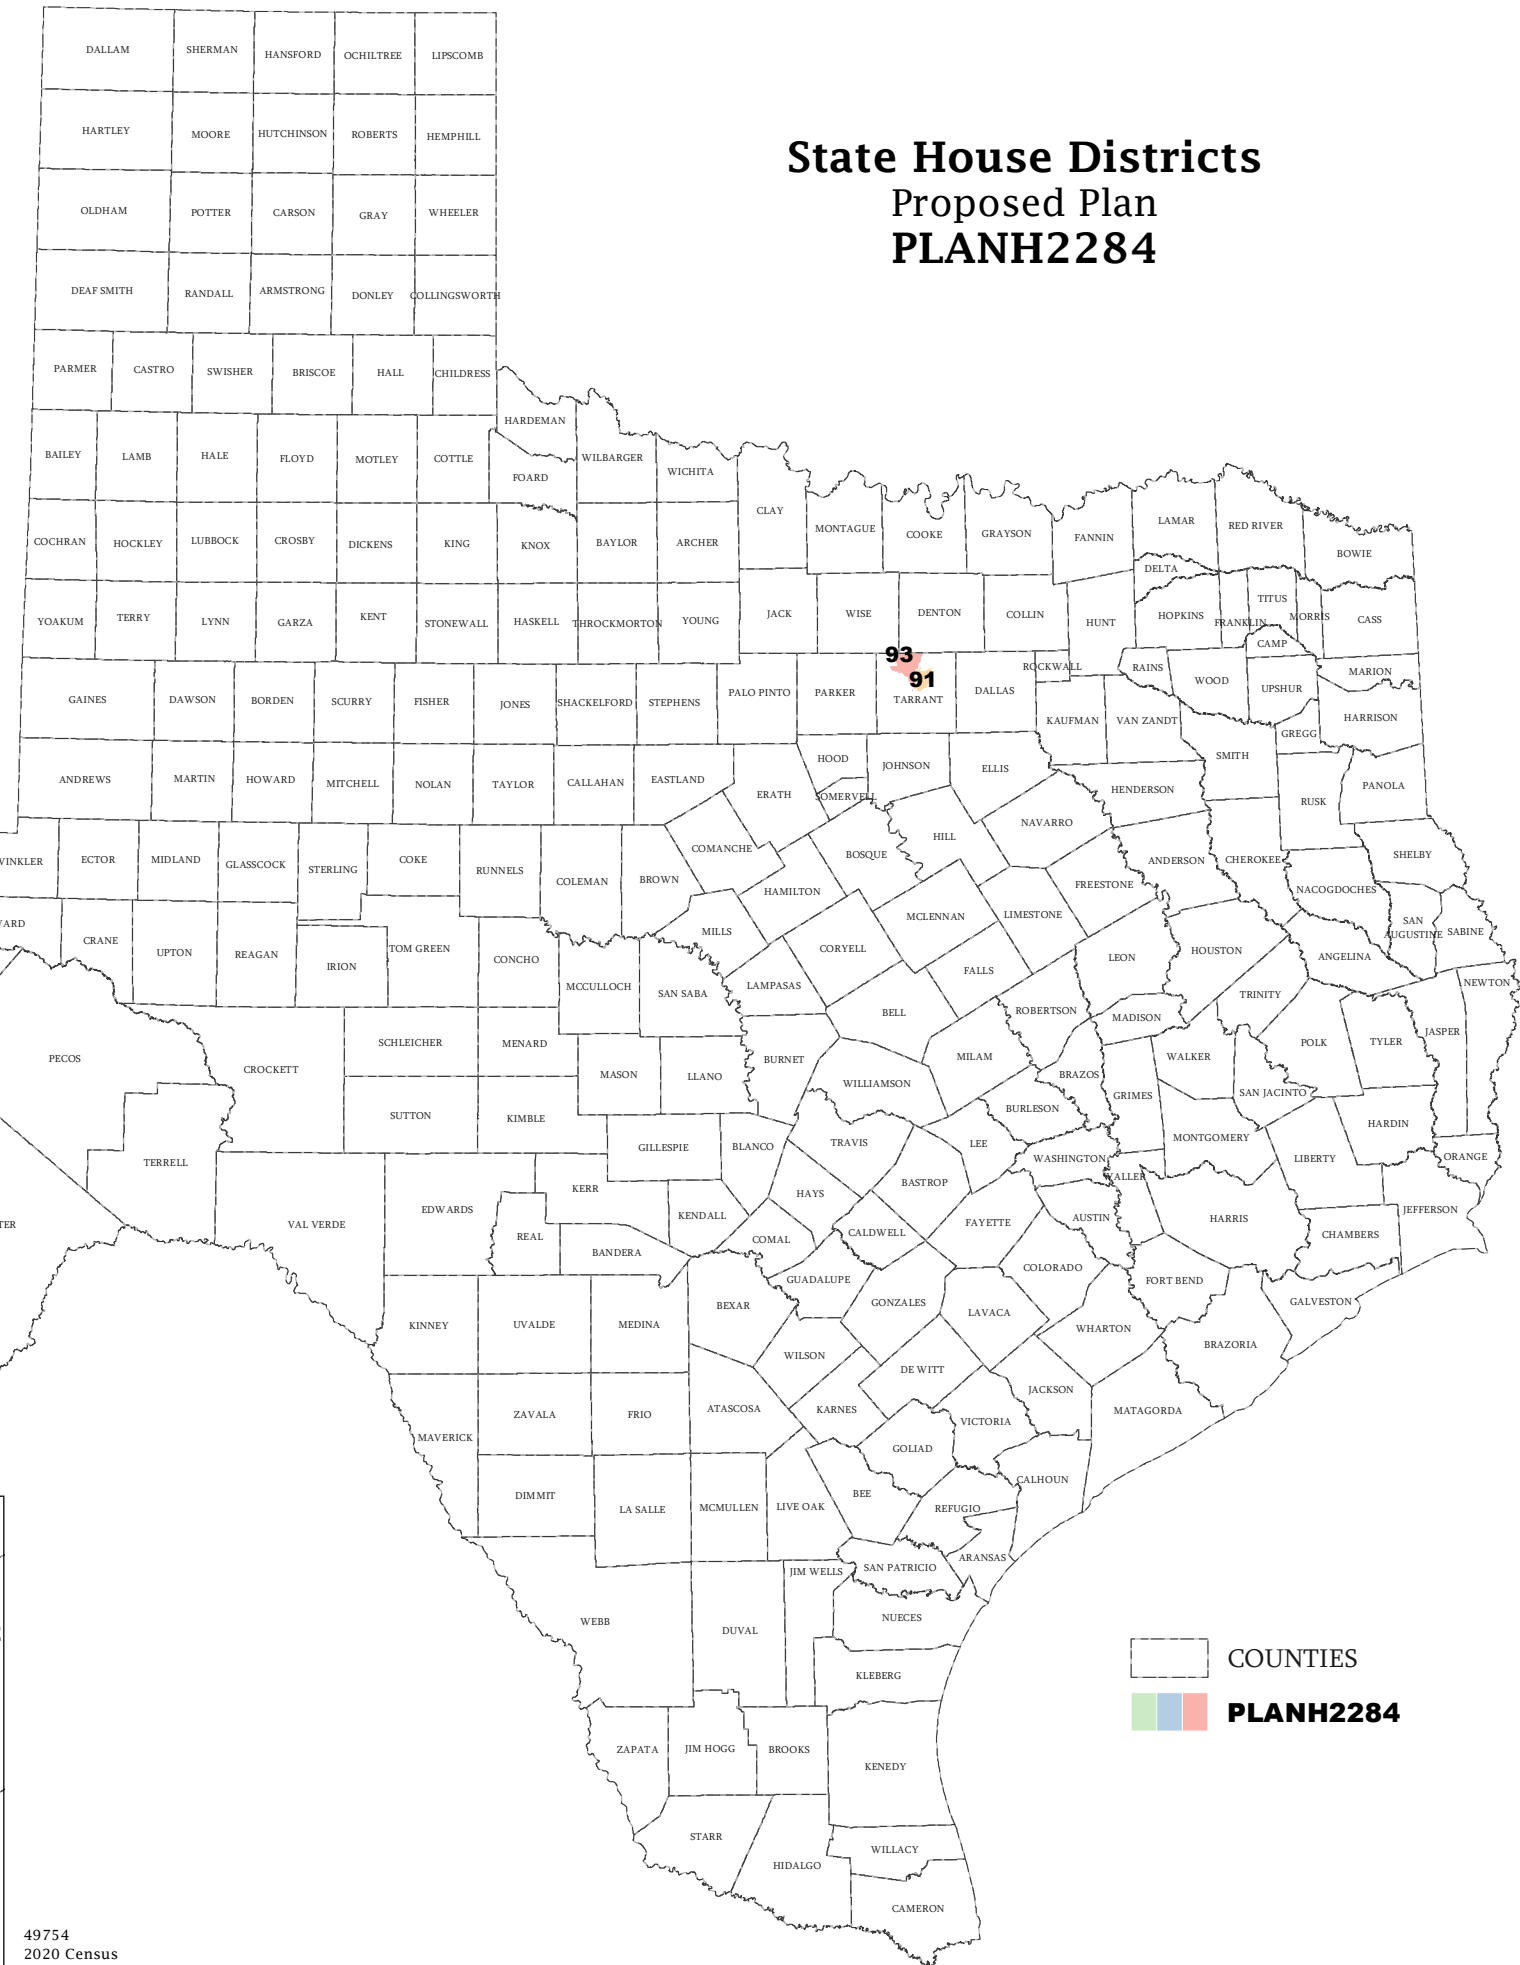 State House Districts
Proposed Plan
PLANH2284
DALLAM SHERMAN HANSFORD OCHILTREE LIPSCOMB
HARTLEY MOORE HUTCHINSON ROBERTS HEMPHILL
OLDHAM POTTER CARSON GRAY WHEELER
DEAF SMITH RANDALL ARMSTRONG DONLEY COLLINGSWORTH
PARMER CASTRO SWISHER BRISCOE HALL CHILDRESS
HARDEMAN
BAILEY LAMB HALE FLOYD MOTLEY COTTLE FOARD WILBARGER WICHITA
CLAY MONTAGUE COOKE GRAYSON FANNIN LAMAR RED RIVER BOWIE
COCHRAN HOCKLEY LUBBOCK CROSBY DICKENS KING KNOX BAYLOR ARCHER
DELTA
YOAKUM TERRY LYNN GARZA KENT STONEWALL HASKELL THROCKMORTON YOUNG JACK WISE DENTON COLLIN HUNT HOPKINS FRANKLIN TITUS MORRIS CASS
CAMP
93
91
GAINES DAWSON BORDEN SCURRY FISHER JONES SHACKELFORD STEPHENS PALO PINTO PARKER TARRANT DALLAS ROCKWALL RAINS WOOD UPSHUR MARION
KAUFMAN VAN ZANDT GREGG HARRISON
ANDREWS MARTIN HOWARD MITCHELL NOLAN TAYLOR CALLAHAN EASTLAND ERATH HOOD SOMERVELL JOHNSON ELLIS HENDERSON SMITH RUSK PANOLA
WINKLER ECTOR MIDLAND GLASSCOCK STERLING COKE RUNNELS COLEMAN BROWN COMANCHE BOSQUE HILL NAVARRO ANDERSON CHEROKEE SHELBY
HAMILTON FREESTONE NACOGDOCHES
WARD CRANE UPTON REAGAN IRION TOM GREEN CONCHO MILLS CORYELL MCLENNAN LIMESTONE HOUSTON SAN
AUGUSTINE SABINE
MCCULLOCH SAN SABA LAMPASAS FALLS LEON ANGELINA NEWTON
BELL ROBERTSON MADISON TRINITY
PECOS CROCKETT SCHLEICHER MENARD MASON LLANO BURNET WILLIAMSON MILAM BRAZOS WALKER POLK TYLER JASPER
SUTTON KIMBLE BURLESON GRIMES SAN JACINTO HARDIN
TERRELL GILLESPIE BLANCO TRAVIS LEE WASHINGTON MONTGOMERY LIBERTY ORANGE
WALLER
TER VAL VERDE EDWARDS KERR KENDALL HAYS BASTROP FAYETTE AUSTIN HARRIS JEFFERSON
REAL BANDERA COMAL CALDWELL CHAMBERS
COLORADO FORT BEND
KINNEY UVALDE MEDINA BEXAR GUADALUPE GONZALES LAVACA WHARTON GALVESTON
WILSON BRAZORIA
DE WITT
MAVERICK ZAVALA FRIO ATASCOSA KARNES VICTORIA JACKSON MATAGORDA
GOLIAD
DIMMIT LA SALLE MCMULLEN LIVE OAK BEE REFUGIO CALHOUN
JIM WELLS SAN PATRICIO ARANSAS
WEBB DUVAL NUECES
KLEBERG
COUNTIES
PLANH2284
ZAPATA JIM HOGG BROOKS KENEDY
STARR HIDALGO WILLACY
CAMERON
49754
2020 Census